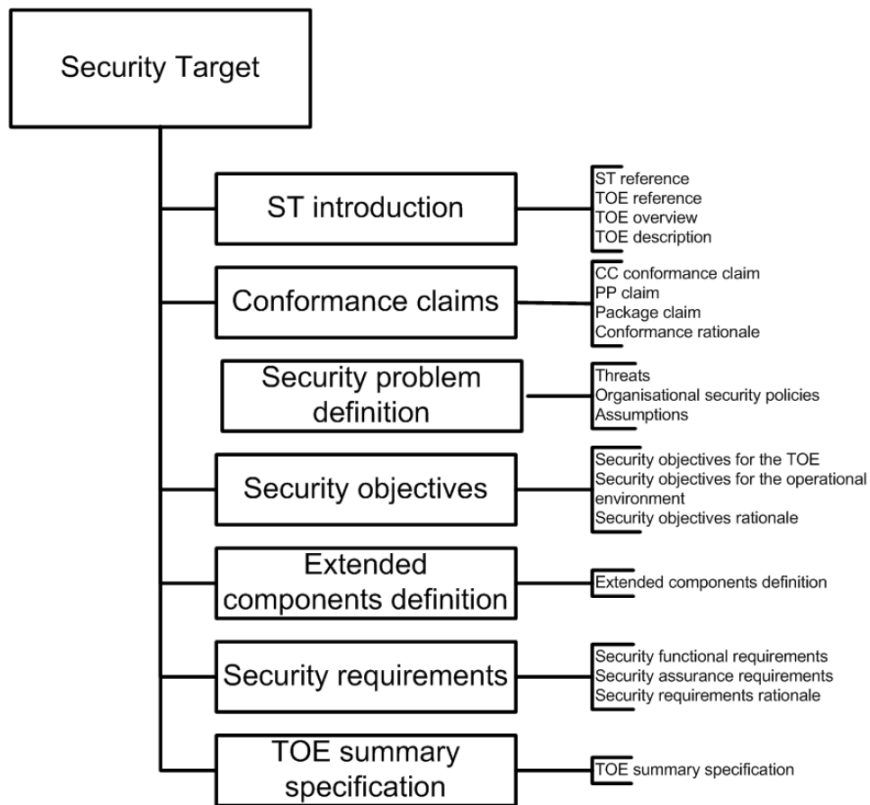 Security Target
ST introduction
ST reference
TOE reference
TOE overview
TOE description
Conformance claims
CC conformance claim
PP claim
Package claim
Conformance rationale
Security problem
definition
Threats
Organisational security policies
Assumptions
Security objectives
Security objectives for the TOE
Security objectives for the operational
environment
Security objectives rationale
Extended
components definition
Extended components definition
Security requirements
Security functional requirements
Security assurance requirements
Security requirements rationale
TOE summary
specification
TOE summary specification